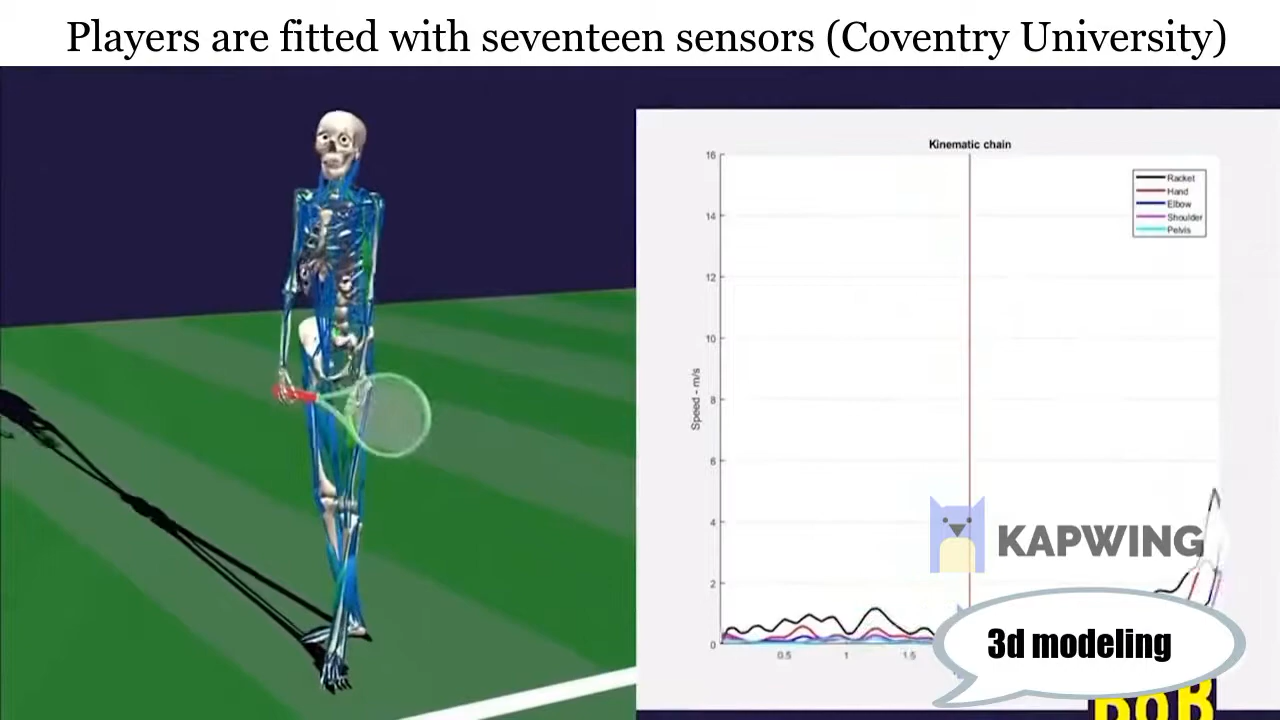 Players are fitted with seventeen sensors (Coventry University)
Kinematic chain
16
14
12
10
8
6
4
2
0
Speed - m/s
Racket
Hand
Elbow
Shoulder
Pelvis
0.5
1
1.5
KAPWING
3d modeling
BoB